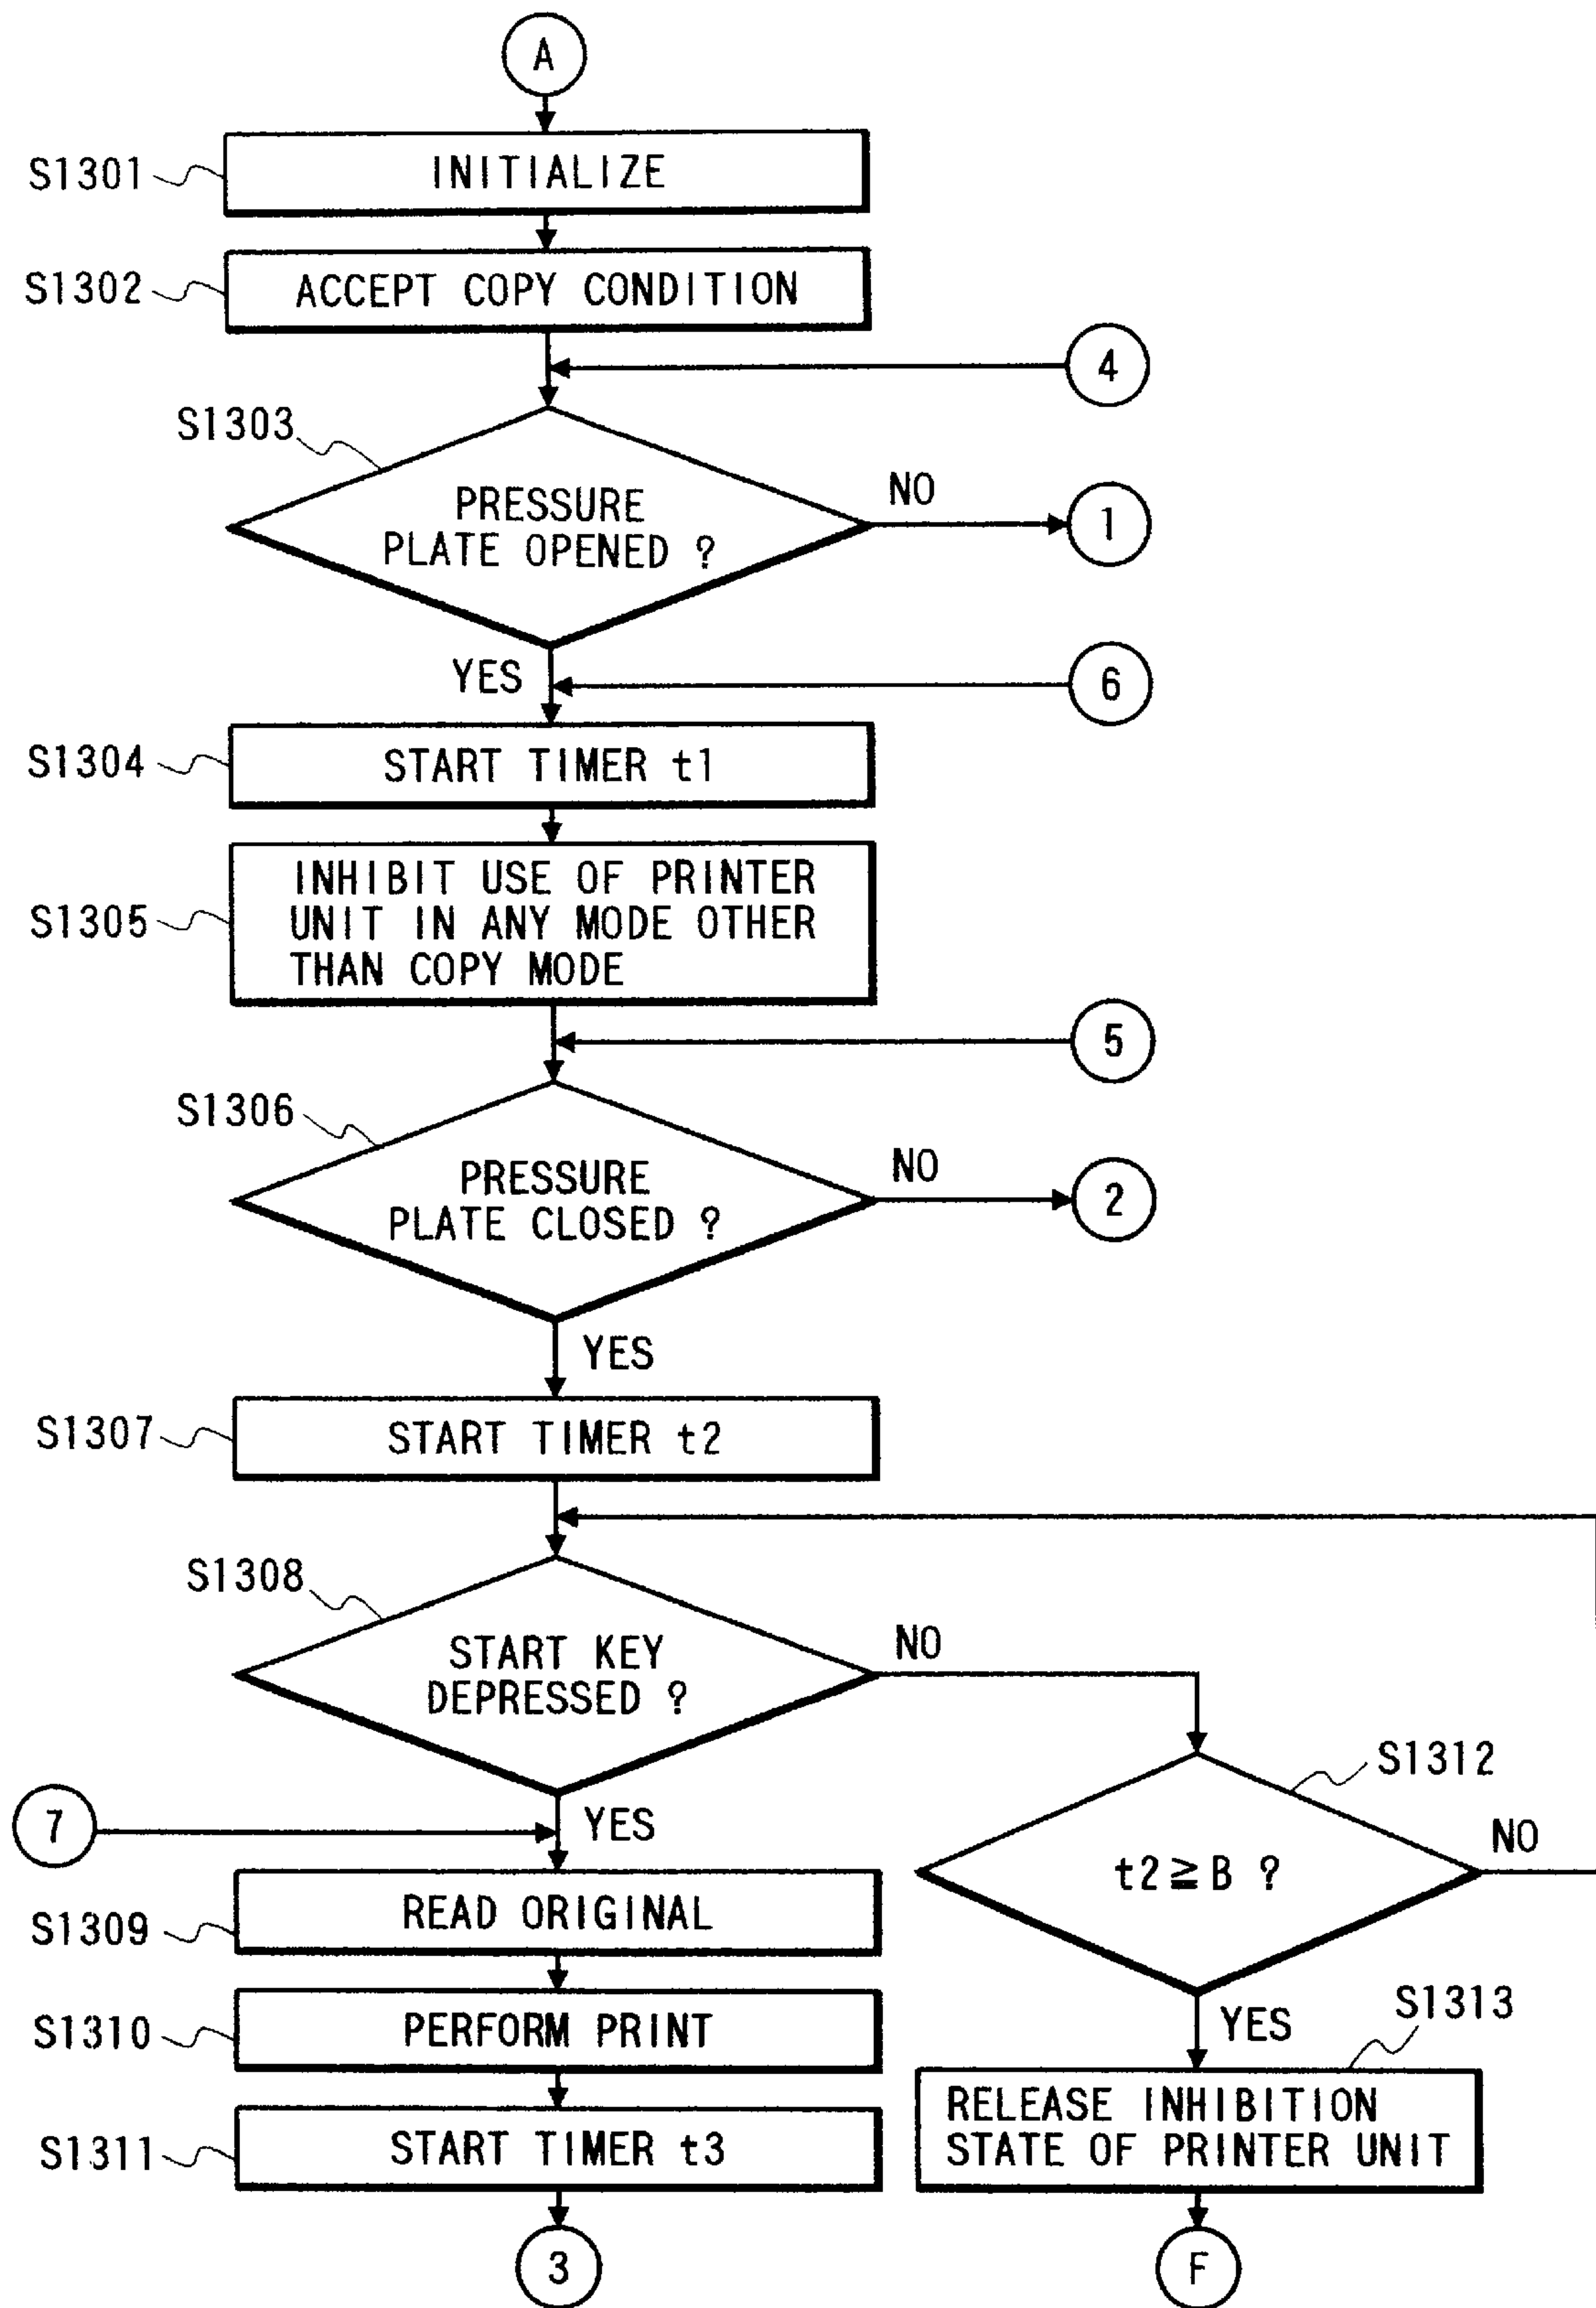 A
S1301
INITIALIZE
S1302
ACCEPT COPY CONDITION
4
S1303
PRESSURE
PLATE OPENED ?
NO
1
YES
6
S1304
START TIMER t1
S1305
INHIBIT USE OF PRINTER
UNIT IN ANY MODE OTHER
THAN COPY MODE
5
S1306
PRESSURE
PLATE CLOSED ?
NO
2
YES
S1307
START TIMER t2
S1308
START KEY
DEPRESSED ?
NO
S1312
t2≧B ?
NO
7
YES
S1309
READ ORIGINAL
S1310
PERFORM PRINT
YES
S1313
S1311
START TIMER t3
RELEASE INHIBITION
STATE OF PRINTER UNIT
3
F